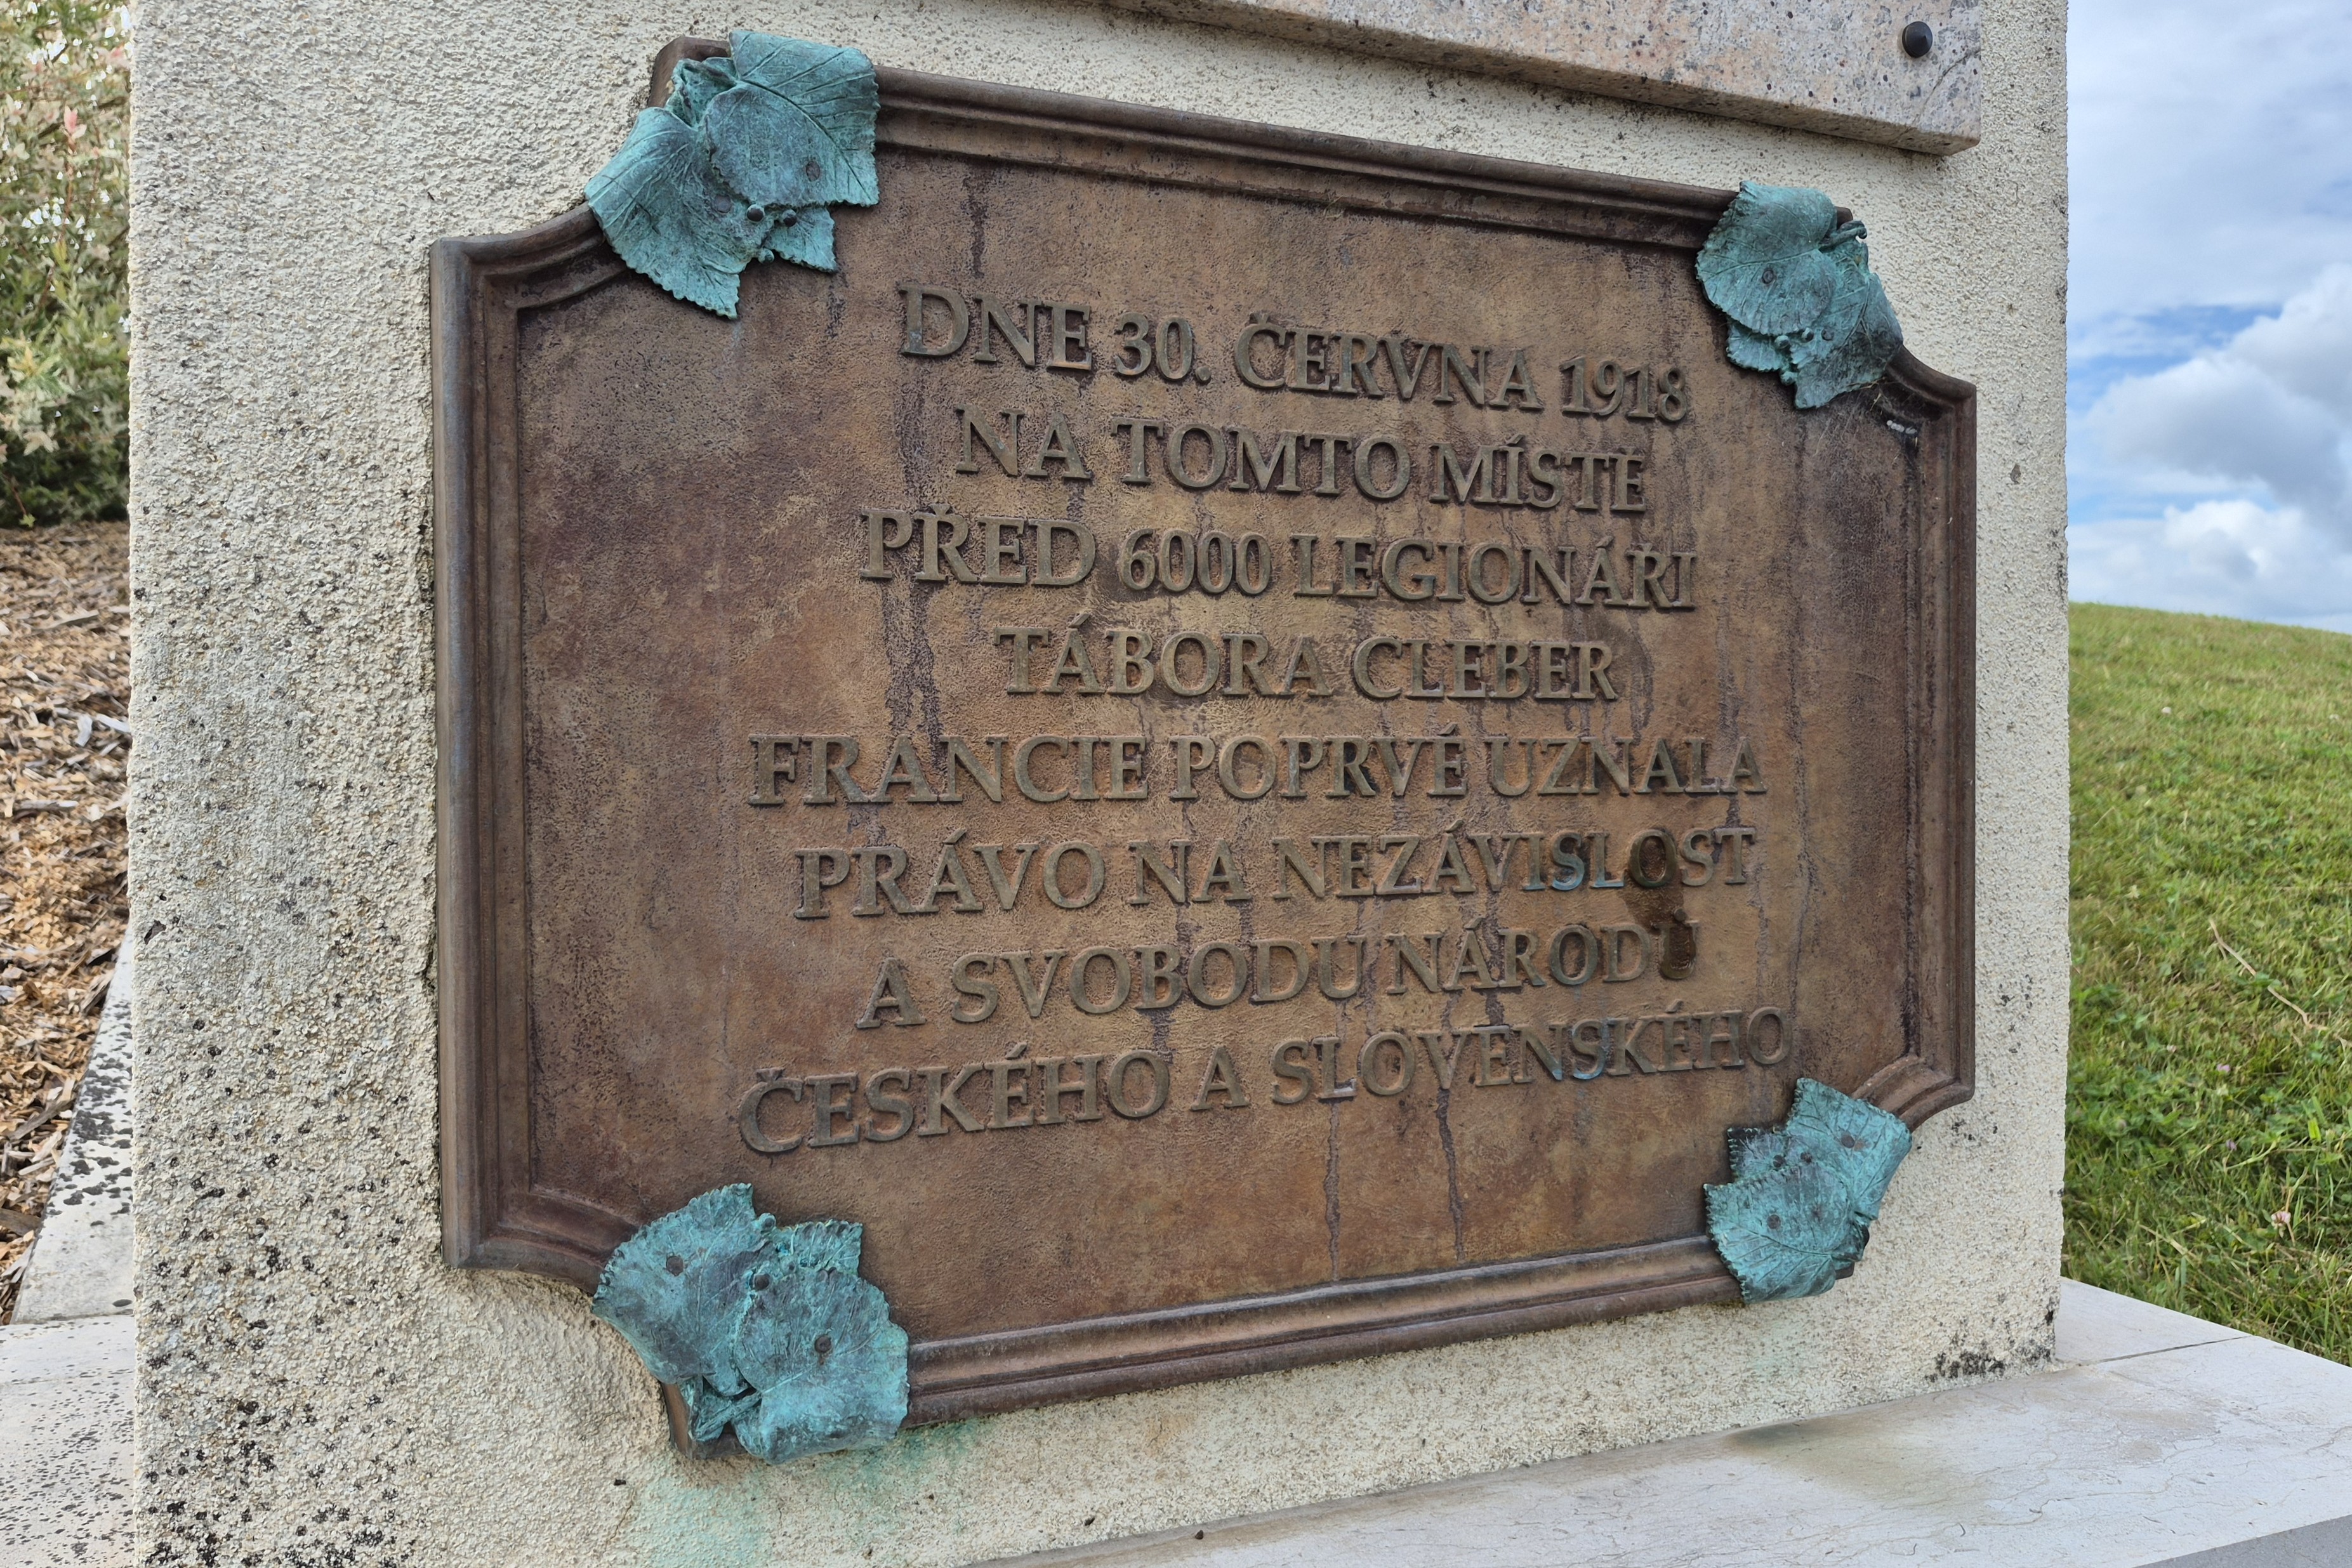 DNE 30. ČERVNA 1918
NA TOMTO MÍSTE
PŘED 6000 LEGIONÁŘI
TÁBORA CLEBER
FRANCIE POPRVÉ UZNALA
PRÁVO NA NEZÁVISLOST
A SVOBODU NÁRODŮ
ČESKÉHO A SLOVENSKÉHO